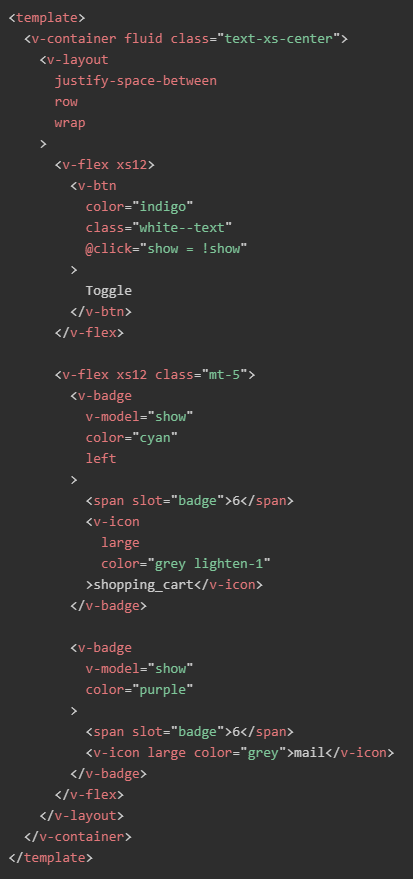 <template>
  <v-container fluid class="text-xs-center">
    <v-layout
      justify-space-between
      row
      wrap
    >
      <v-flex xs12>
        <v-btn
          color="indigo"
          class="white--text"
          @click="show = !show"
        >
          Toggle
        </v-btn>
      </v-flex>

      <v-flex xs12 class="mt-5">
        <v-badge
          v-model="show"
          color="cyan"
          left
        >
          <span slot="badge">6</span>
          <v-icon
            large
            color="grey lighten-1"
          >shopping_cart</v-icon>
        </v-badge>

        <v-badge
          v-model="show"
          color="purple"
        >
          <span slot="badge">6</span>
          <v-icon large color="grey">mail</v-icon>
        </v-badge>
      </v-flex>
    </v-layout>
  </v-container>
</template>